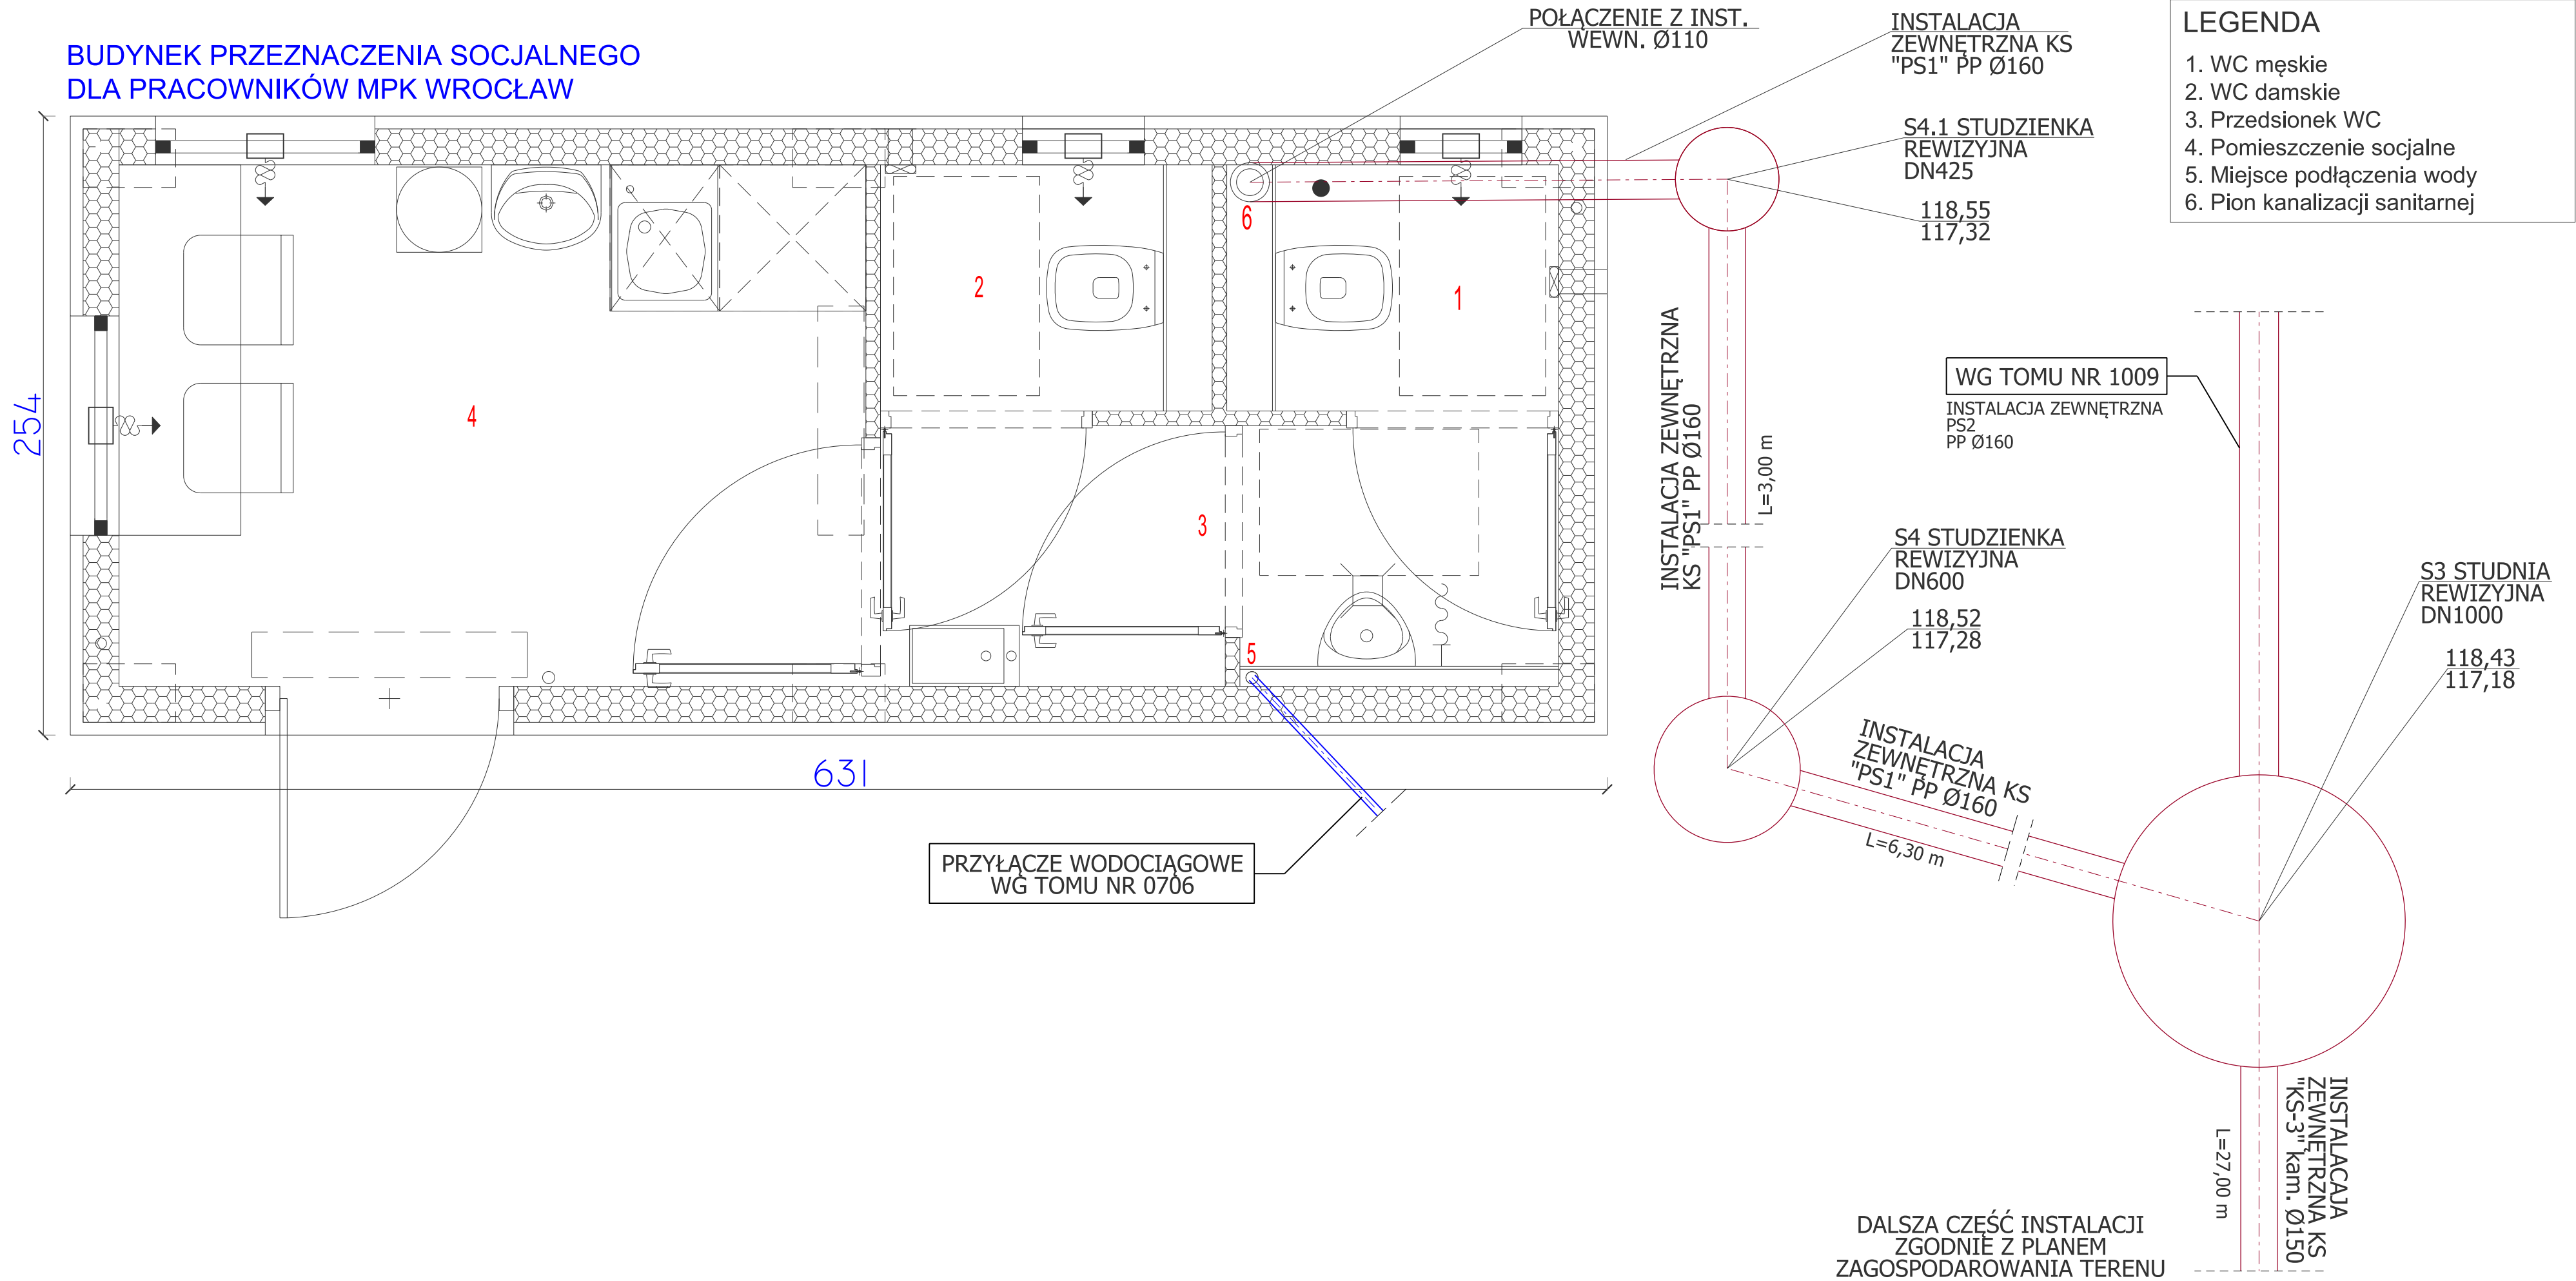 BUDYNEK PRZEZNACZENIA SOCJALNEGO
DLA PRACOWNIKÓW MPK WROCŁAW
POŁĄCZENIE Z INST.
WEWN. Ø110
INSTALACJA
ZEWNĘTRZNA KS
"PS1" PP Ø160
LEGENDA
1. WC męskie
2. WC damskie
3. Przedsionek WC
4. Pomieszczenie socjalne
5. Miejsce podłączenia wody
6. Pion kanalizacji sanitarnej
S4.1 STUDZIENKA
REWIZYJNA
DN425
118,55
117,32
6
2
1
4
3
5
254
631
INSTALACJA ZEWNĘTRZNA
KS "PS1" PP Ø160
L=3,00 m
WG TOMU NR 1009
INSTALACJA ZEWNĘTRZNA
PS2
PP Ø160
S4 STUDZIENKA
REWIZYJNA
DN600
118,52
117,28
S3 STUDNIA
REWIZYJNA
DN1000
118,43
117,18
INSTALACJA
ZEWNĘTRZNA KS
"PS1" PP Ø160
L=6,30 m
PRZYŁĄCZE WODOCIĄGOWE
WG TOMU NR 0706
INSTALACAJA
ZEWNĘTRZNA KS
"KS-3" kam. Ø150
L=27,00 m
DALSZA CZĘŚĆ INSTALACJI
ZGODNIE Z PLANEM
ZAGOSPODAROWANIA TERENU